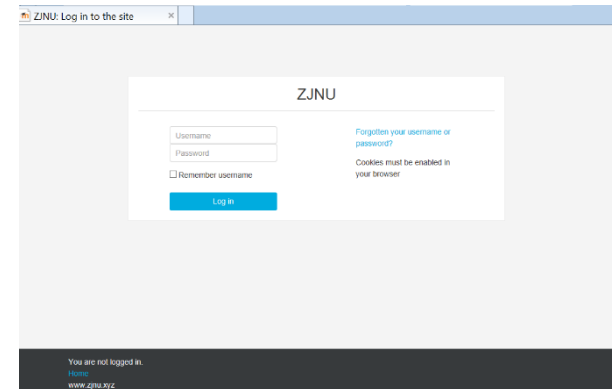 ZJNU: Log in to the site
ZJNU
Username
Password
Remember username
Log in
Forgotten your username or
password?
Cookies must be enabled in
your browser
You are not logged in.
Home
www.zjnu.xyz